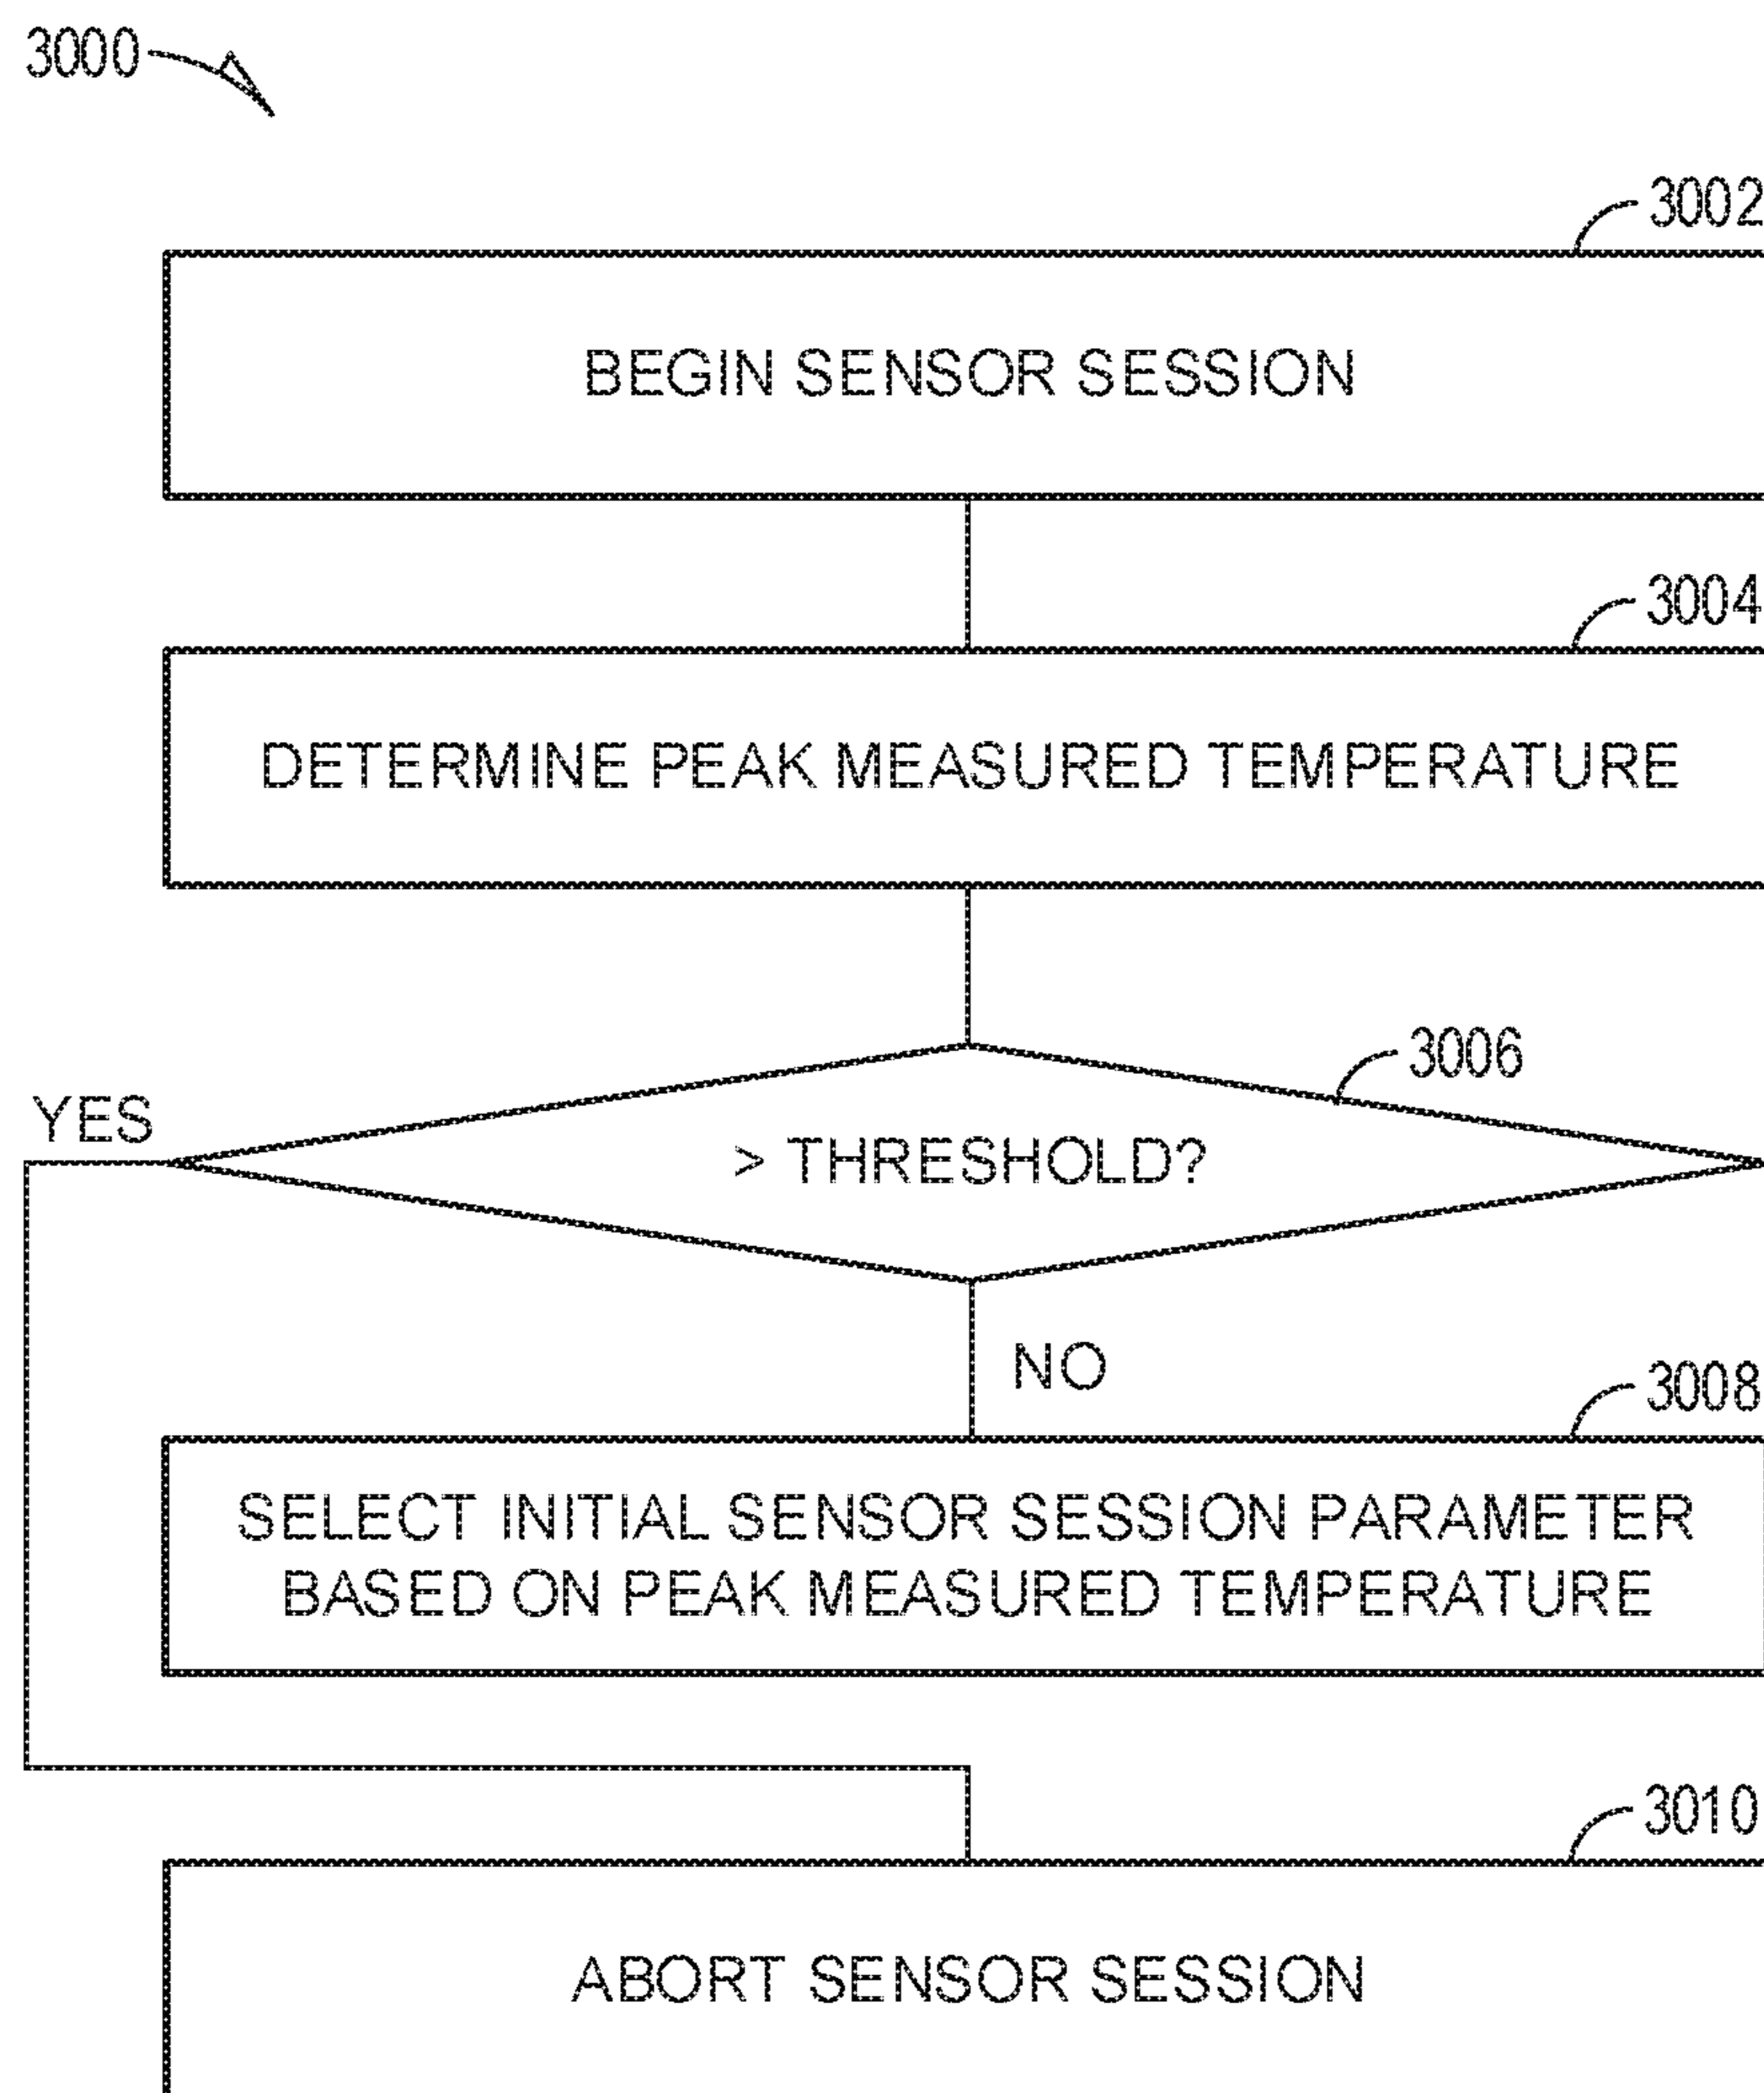 3000
3002
BEGIN SENSOR SESSION
3004
DETERMINE PEAK MEASURED TEMPERATURE
3006
YES
> THRESHOLD?
NO
3008
SELECT INITIAL SENSOR SESSION PARAMETER
BASED ON PEAK MEASURED TEMPERATURE
3010
ABORT SENSOR SESSION